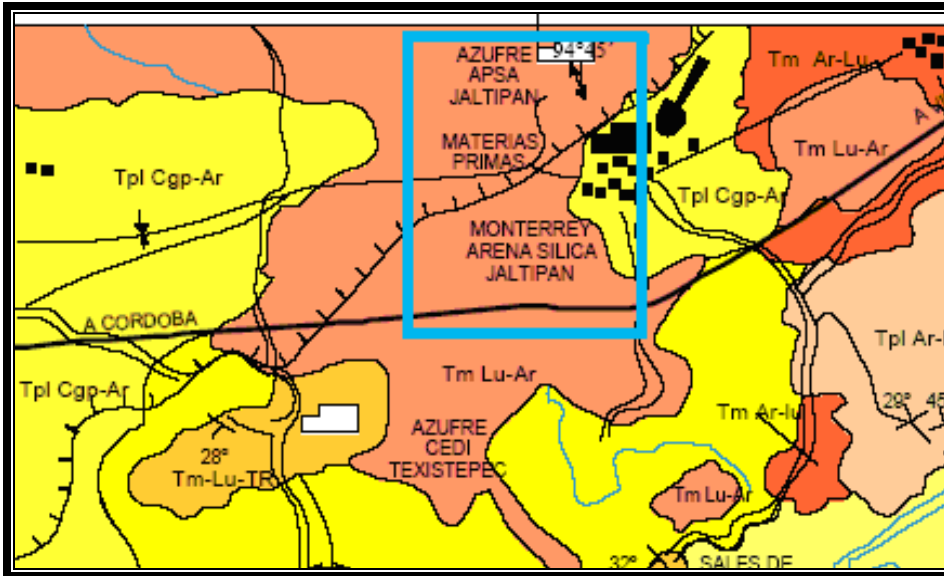 94°45'
AZUFRE
APSA
JALTIPAN
Tm Ar-Lu
MATERIAS
PRIMAS
Tm Lu-Ar
Tpl Cgp-Ar
Tpl Cgp-Ar
MONTERREY
ARENA SILICA
JALTIPAN
A CORDOBA
Tpl
Tm Lu-Ar
Tpl Cgp-Ar
29°
Tm Ar-lu
AZUFRE
CEDI
TEXISTEPEC
28°
Tm-Lu-TR
Tm Lu-Ar
32°
SALES DE